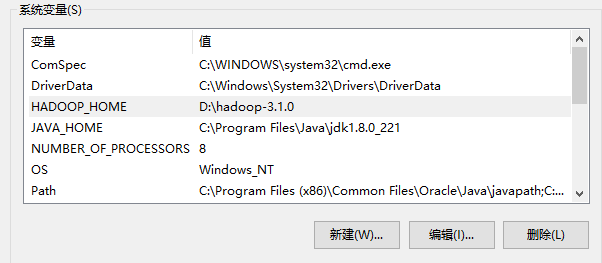 系统变量(S)
变量 值
ComSpec C:\WINDOWS\system32\cmd.exe
DriverData C:\Windows\System32\Drivers\DriverData
HADOOP_HOME D:\hadoop-3.1.0
JAVA_HOME C:\Program Files\Java\jdk1.8.0_221
NUMBER_OF_PROCESSORS 8
OS Windows_NT
Path C:\Program Files (x86)\Common Files\Oracle\Java\javapath;C:...
新建(W)... 编辑(I)... 删除(L)